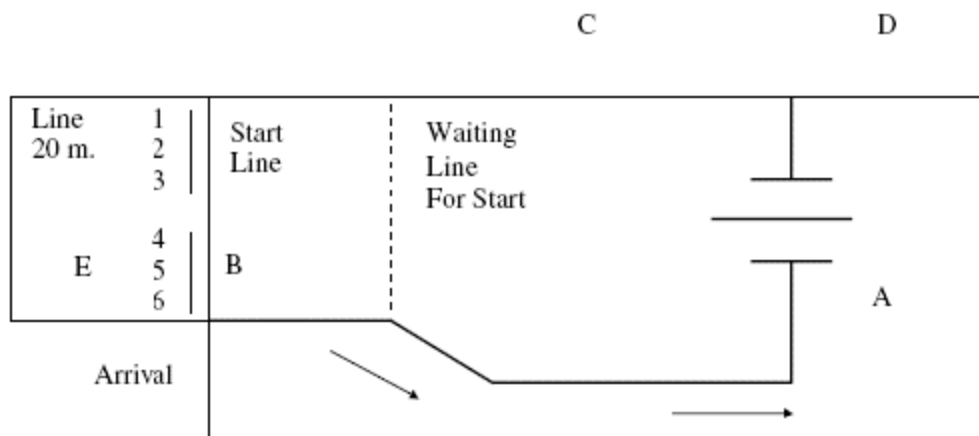 C
D
Line
20 m.
1
2
3
Start
Line
Waiting
Line
For Start
4
5
6
E
B
A
Arrival